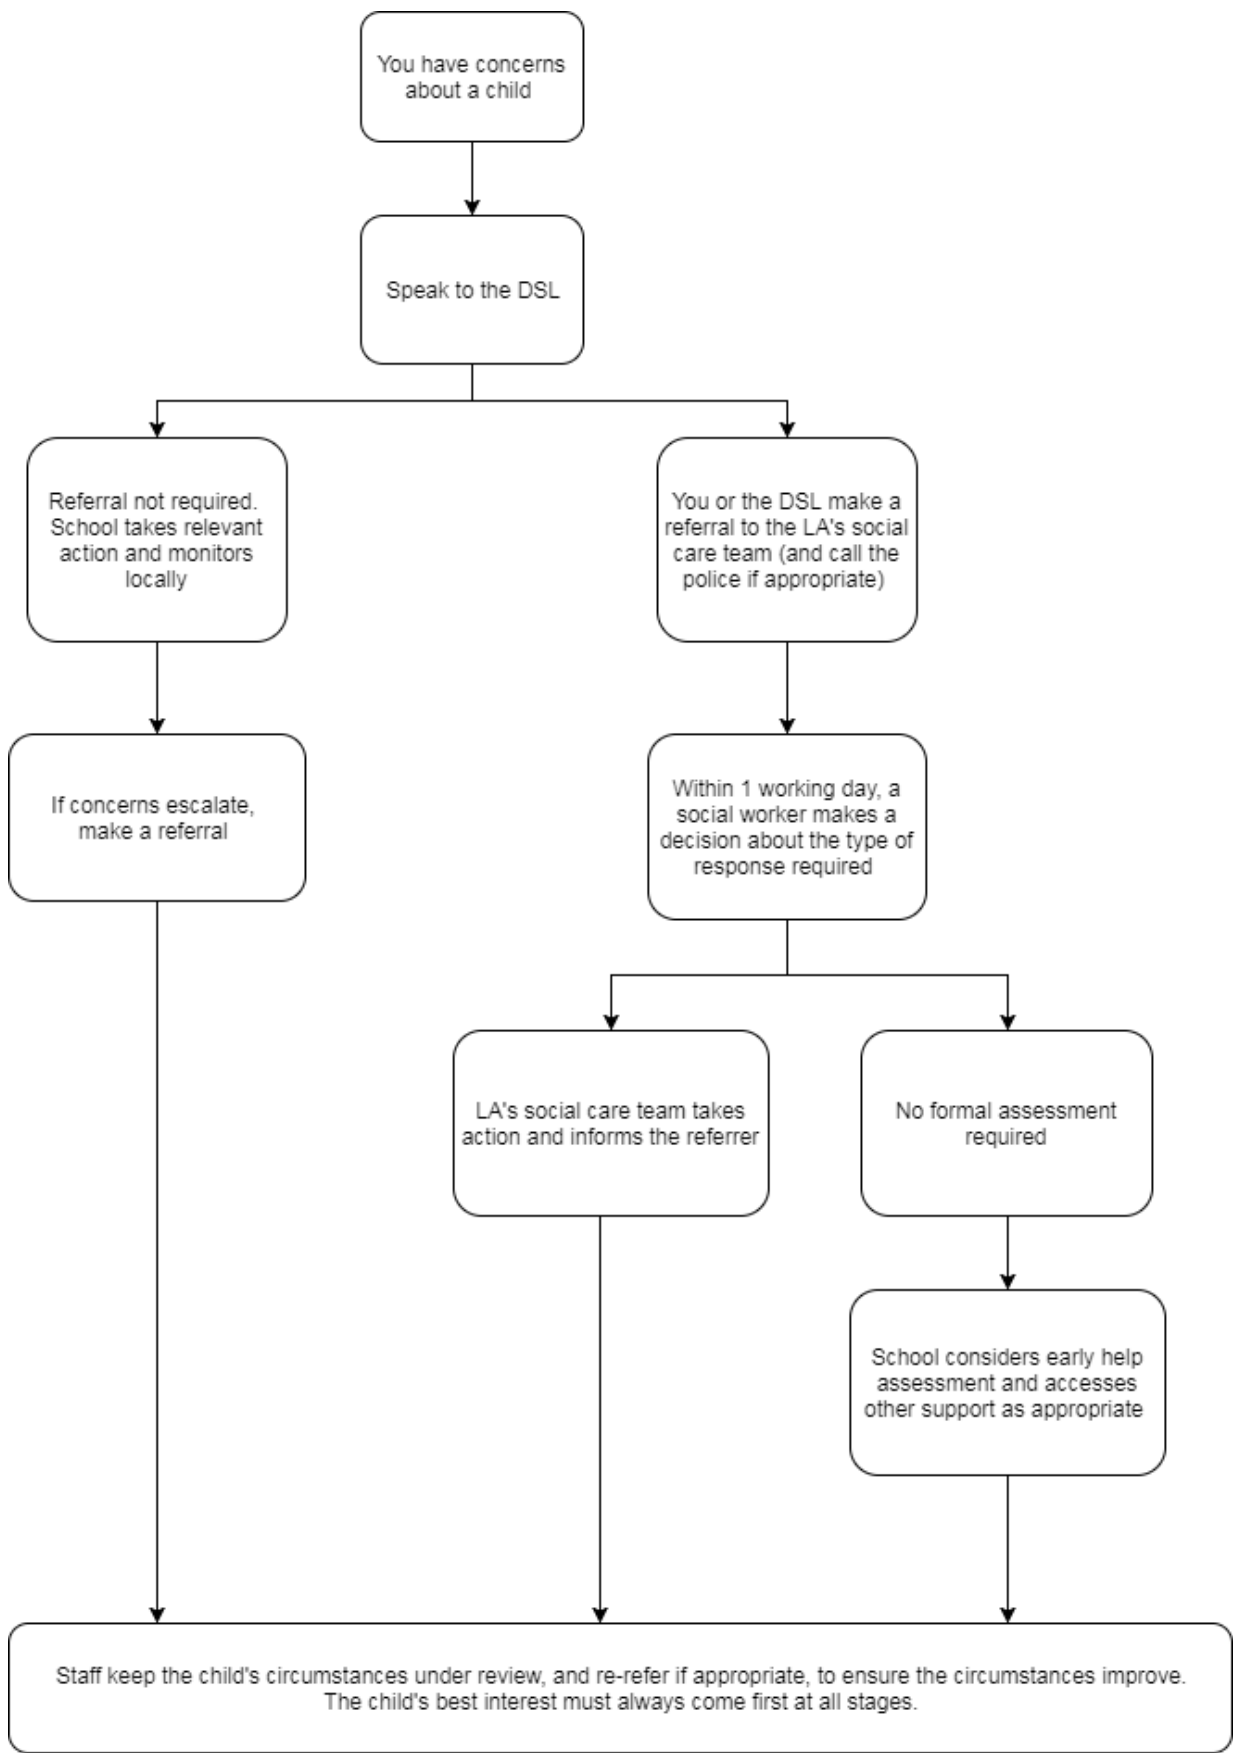 You have concerns
about a child
Speak to the DSL
Referral not required.
School takes relevant
action and monitors
locally
You or the DSL make a
referral to the LA's social
care team (and call the
police if appropriate)
If concerns escalate,
make a referral
Within 1 working day, a
social worker makes a
decision about the type of
response required
LA's social care team takes
action and informs the referrer
No formal assessment
required
School considers early help
assessment and accesses
other support as appropriate
Staff keep the child's circumstances under review, and re-refer if appropriate, to ensure the circumstances improve.
The child's best interest must always come first at all stages.